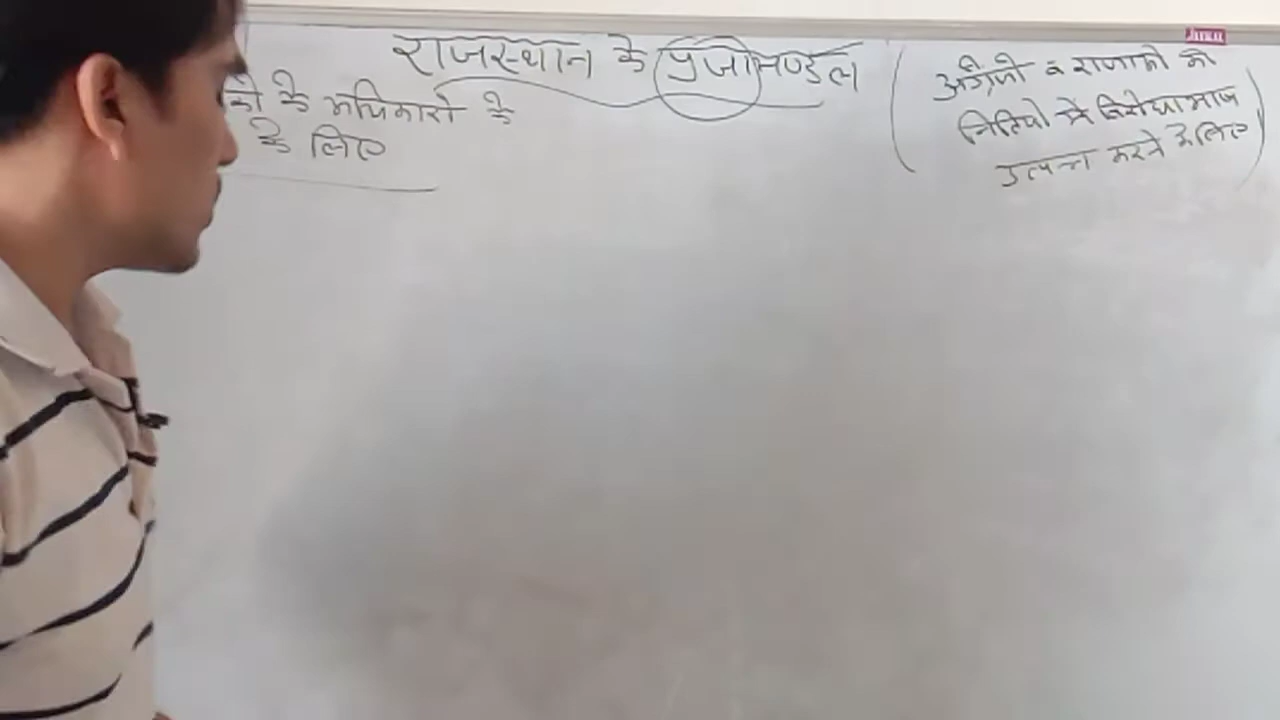 राजस्थान के प्रजामण्डल
के अधिकारो के
के लिए
अंग्रेजो व राजाओ की
नितियो मे विरोधाभाष
उत्पन्न करने के लिए